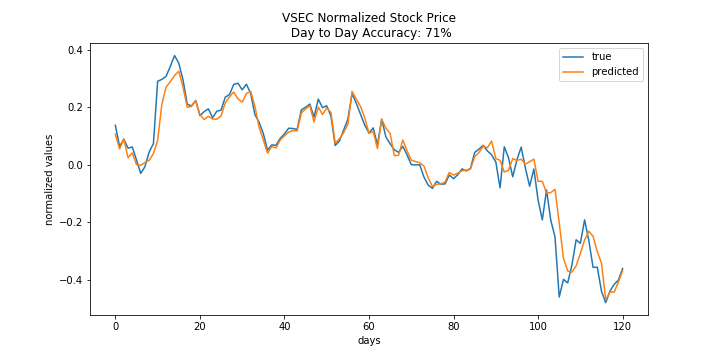 VSEC Normalized Stock Price
Day to Day Accuracy: 71%
true
predicted
normalized values
0.4
0.2
0.0
−0.2
−0.4
0
20
40
60
80
100
120
days